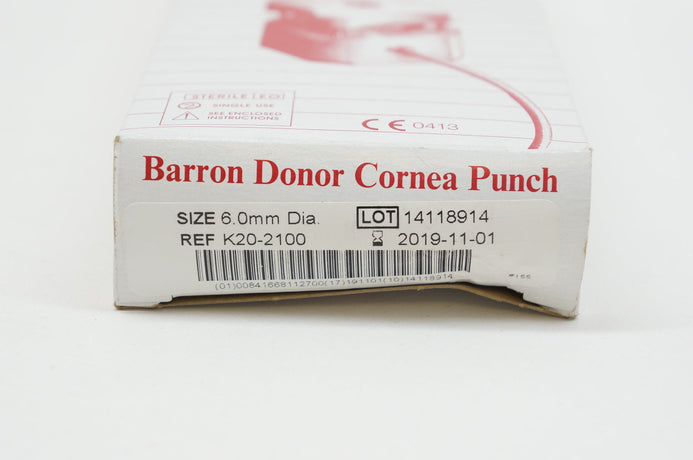 STERILE EO
2 SINGLE USE
SEE ENCLOSED
INSTRUCTIONS
CE 0413
Barron Donor Cornea Punch
SIZE 6.0mm Dia. LOT 14118914
REF K20-2100 2019-11-01
(01)00841668112700(17)191101(10)14118914